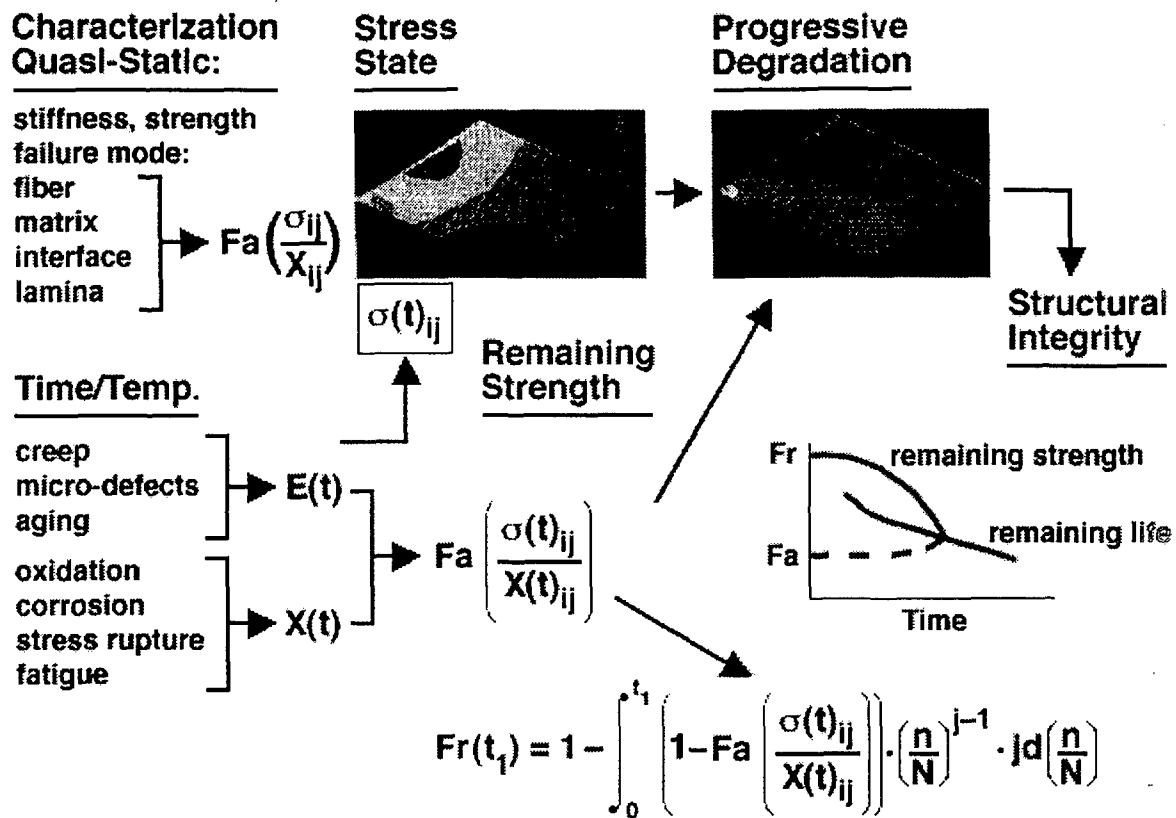 Characterization
Quasi-Static:
stiffness, strength
failure mode:
fiber
matrix
interface
lamina
Fa(σij/Xij)
Stress
State
σ(t)ij
Progressive
Degradation
Structural
Integrity
Time/Temp.
creep
micro-defects
aging
E(t)
oxidation
corrosion
stress rupture
fatigue
X(t)
Remaining
Strength
Fa(σ(t)ij/X(t)ij)
Fr
remaining strength
remaining life
Fa
Time
Fr(t1) = 1 − ∫0t1 (1−Fa(σ(t)ij/X(t)ij)) · (n/N)j−1 · jd(n/N)